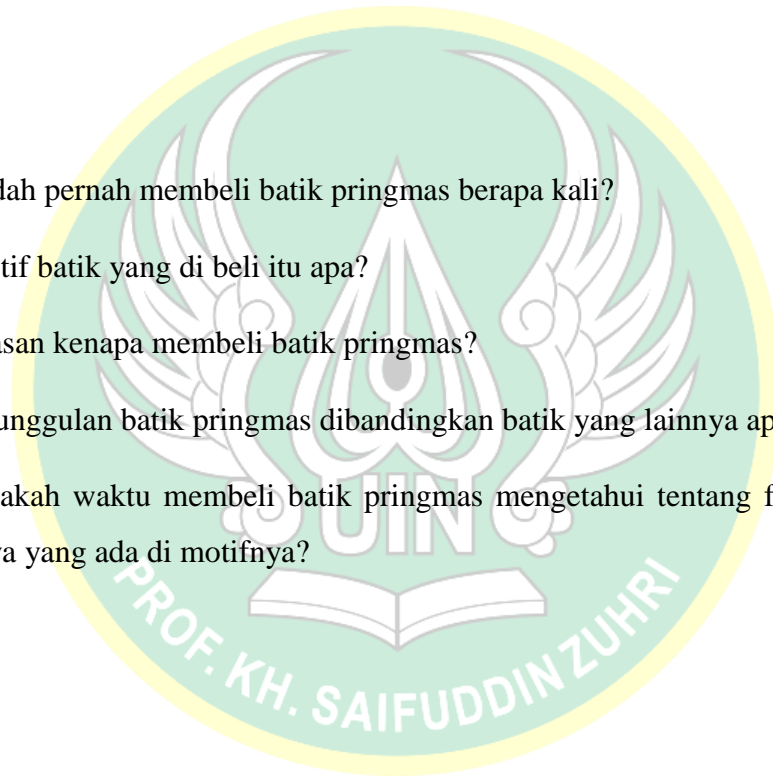 dah pernah membeli batik pringmas berapa kali?
tif batik yang di beli itu apa?
asan kenapa membeli batik pringmas?
unggulan batik pringmas dibandingkan batik yang lainnya ap
akah waktu membeli batik pringmas mengetahui tentang f
a yang ada di motifnya?
UIN
PROF. KH. SAIFUDDIN ZUHRI